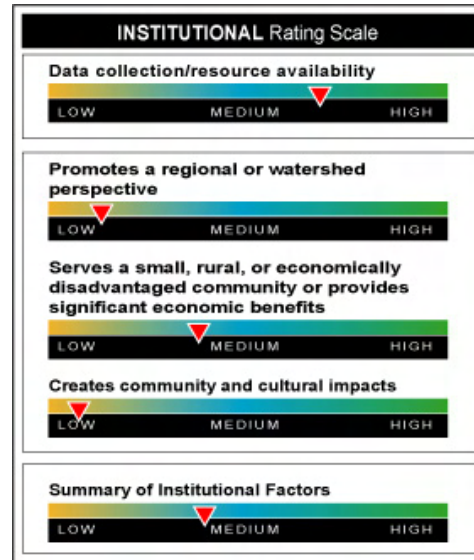 INSTITUTIONAL Rating Scale
Data collection/resource availability
LOW MEDIUM HIGH
Promotes a regional or watershed
perspective
LOW MEDIUM HIGH
Serves a small, rural, or economically
disadvantaged community or provides
significant economic benefits
LOW MEDIUM HIGH
Creates community and cultural impacts
LOW MEDIUM HIGH
Summary of Institutional Factors
LOW MEDIUM HIGH